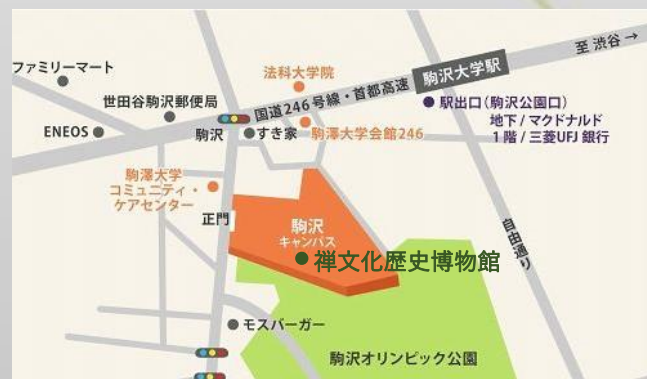 至 渋谷 →
駒沢大学駅
ファミリーマート
法科大学院
国道246号線・首都高速
駅出口(駒沢公園口)
地下 / マクドナルド
1階 / 三菱UFJ 銀行
世田谷駒沢郵便局
ENEOS
駒沢
すき家
駒澤大学会館246
駒澤大学
コミュニティ・
ケアセンター
正門
駒沢
キャンパス
禅文化歴史博物館
自由通り
モスバーガー
駒沢オリンピック公園